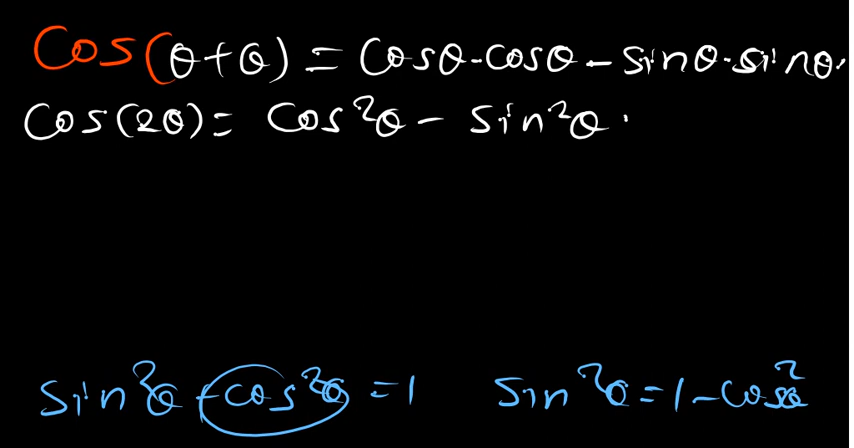 Cos(θ+θ) = Cosθ·cosθ - sinθ·sinθ.
Cos(2θ) = Cos²θ - Sin²θ.
Sin²θ + cos²θ = 1
Sin²θ = 1 - Cos²θ